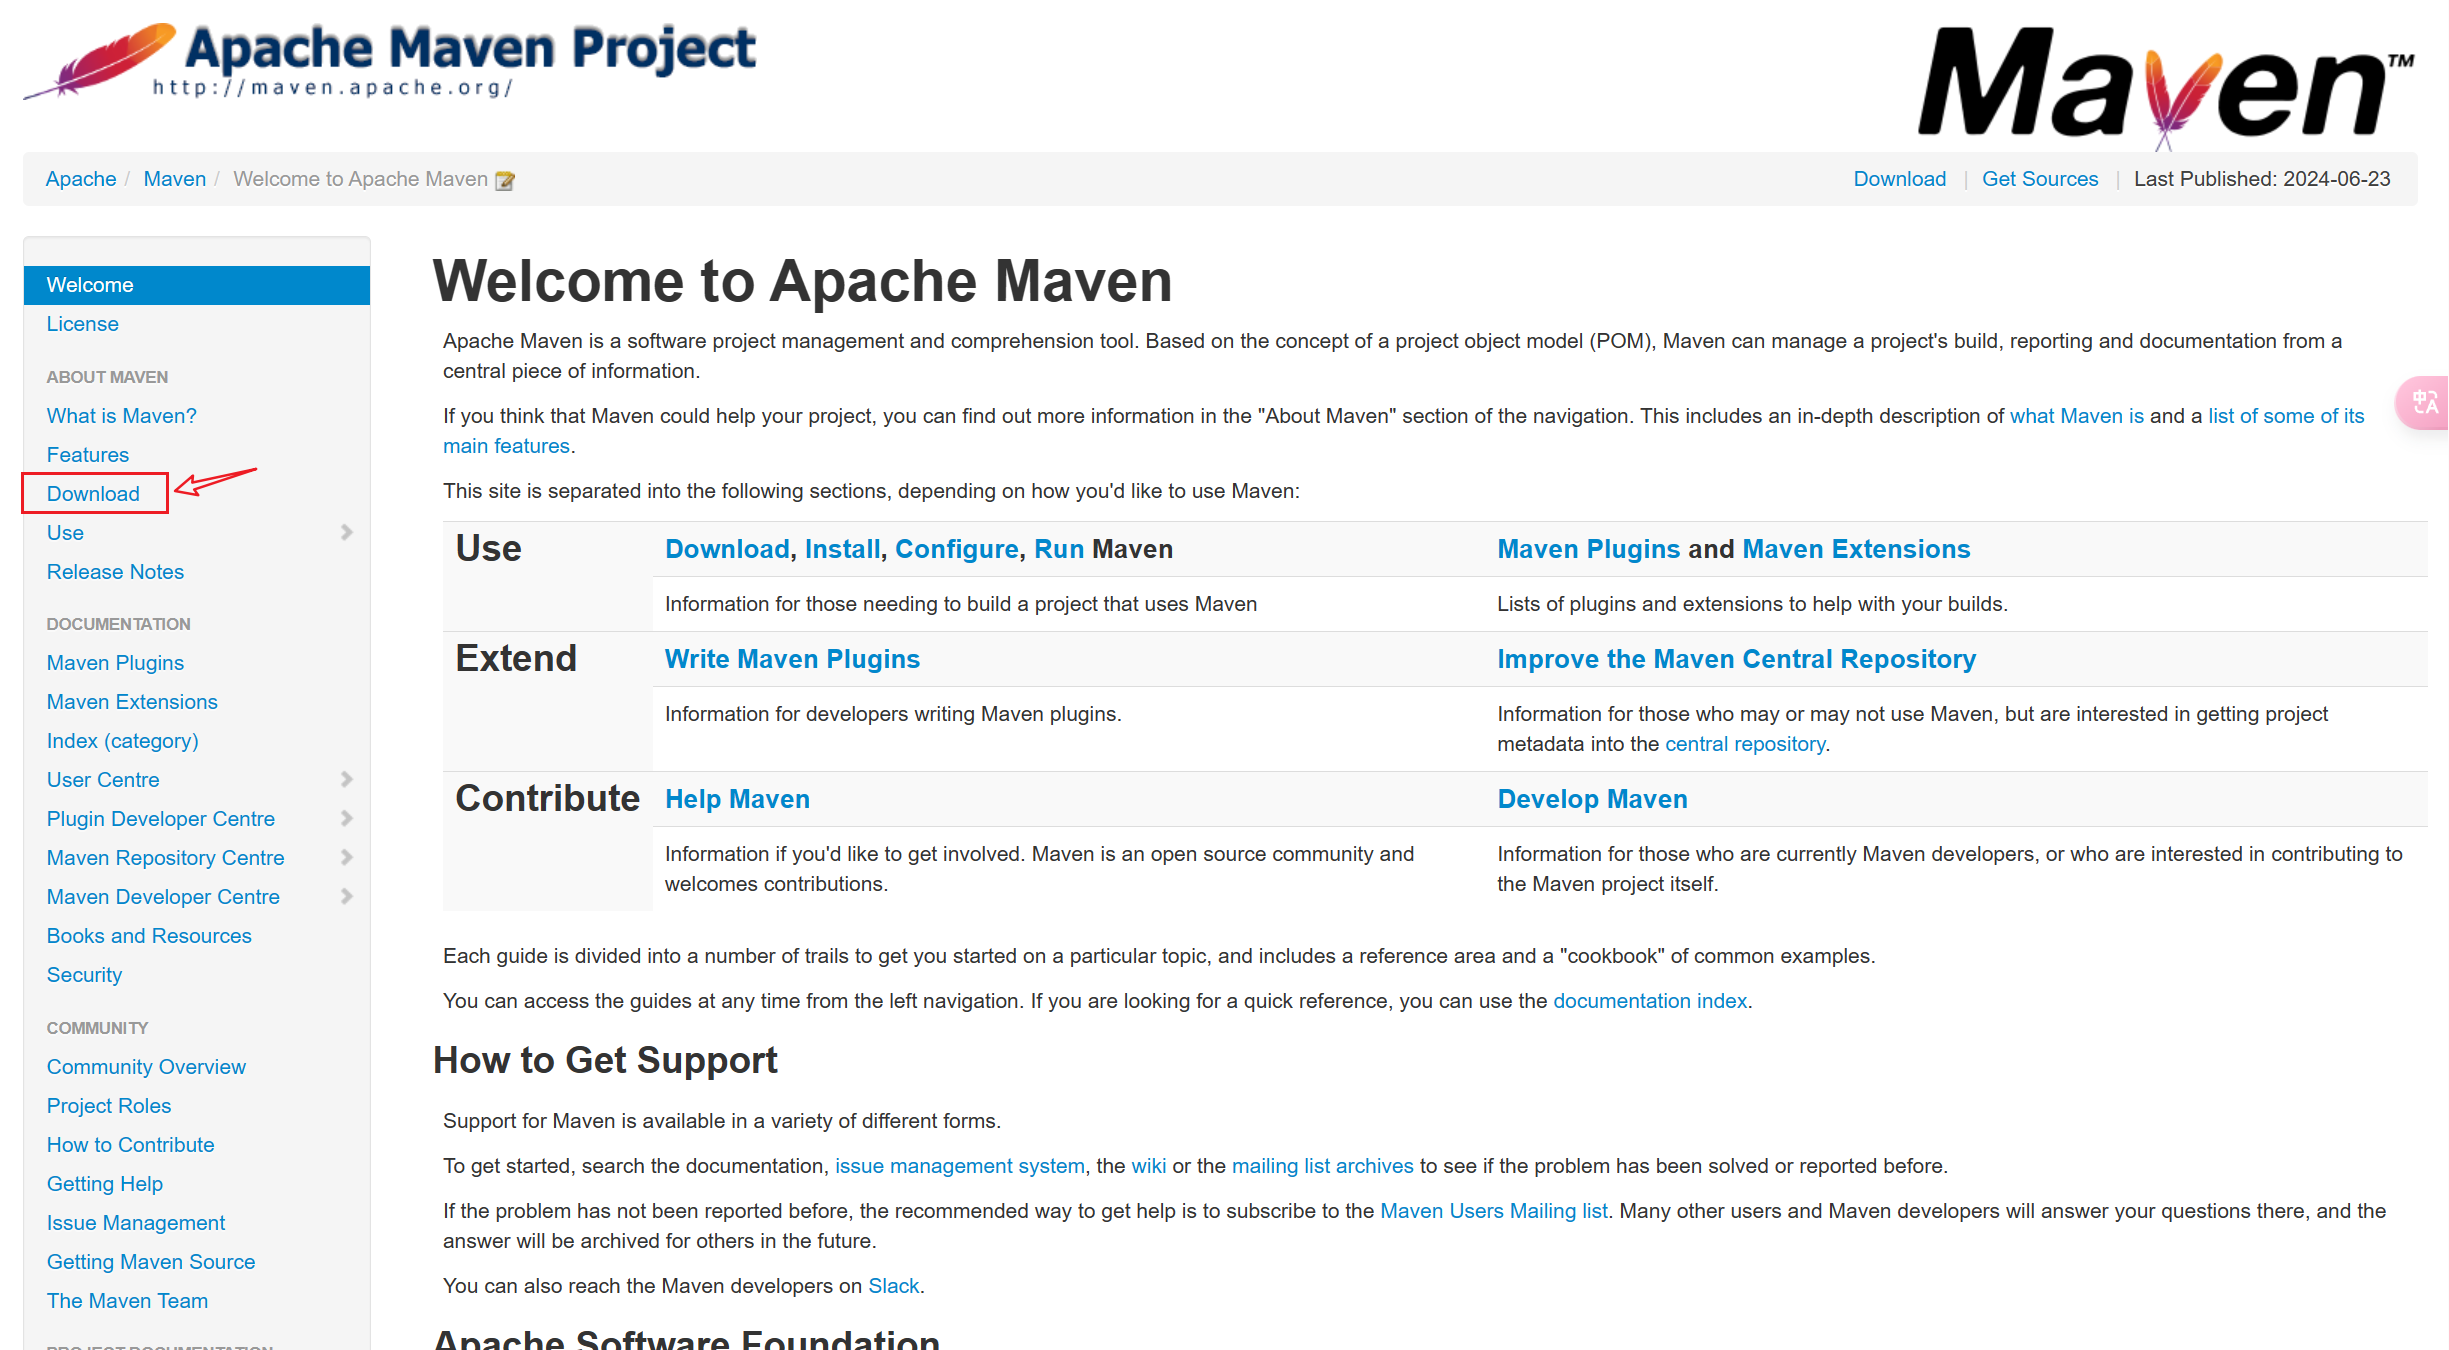 Apache Maven Project
http://maven.apache.org/
Maven™
Apache / Maven / Welcome to Apache Maven
Download | Get Sources | Last Published: 2024-06-23
Welcome
License
ABOUT MAVEN
What is Maven?
Features
Download
Use
Release Notes
DOCUMENTATION
Maven Plugins
Maven Extensions
Index (category)
User Centre
Plugin Developer Centre
Maven Repository Centre
Maven Developer Centre
Books and Resources
Security
COMMUNITY
Community Overview
Project Roles
How to Contribute
Getting Help
Issue Management
Getting Maven Source
The Maven Team
PROJECT DOCUMENTATION
Welcome to Apache Maven
Apache Maven is a software project management and comprehension tool. Based on the concept of a project object model (POM), Maven can manage a project's build, reporting and documentation from a
central piece of information.
If you think that Maven could help your project, you can find out more information in the "About Maven" section of the navigation. This includes an in-depth description of what Maven is and a list of some of its
main features.
This site is separated into the following sections, depending on how you'd like to use Maven:
Use
Download, Install, Configure, Run Maven
Maven Plugins and Maven Extensions
Information for those needing to build a project that uses Maven
Lists of plugins and extensions to help with your builds.
Extend
Write Maven Plugins
Improve the Maven Central Repository
Information for developers writing Maven plugins.
Information for those who may or may not use Maven, but are interested in getting project
metadata into the central repository.
Contribute
Help Maven
Develop Maven
Information if you'd like to get involved. Maven is an open source community and
welcomes contributions.
Information for those who are currently Maven developers, or who are interested in contributing to
the Maven project itself.
Each guide is divided into a number of trails to get you started on a particular topic, and includes a reference area and a "cookbook" of common examples.
You can access the guides at any time from the left navigation. If you are looking for a quick reference, you can use the documentation index.
How to Get Support
Support for Maven is available in a variety of different forms.
To get started, search the documentation, issue management system, the wiki or the mailing list archives to see if the problem has been solved or reported before.
If the problem has not been reported before, the recommended way to get help is to subscribe to the Maven Users Mailing list. Many other users and Maven developers will answer your questions there, and the
answer will be archived for others in the future.
You can also reach the Maven developers on Slack.
Apache Software Foundation
中A